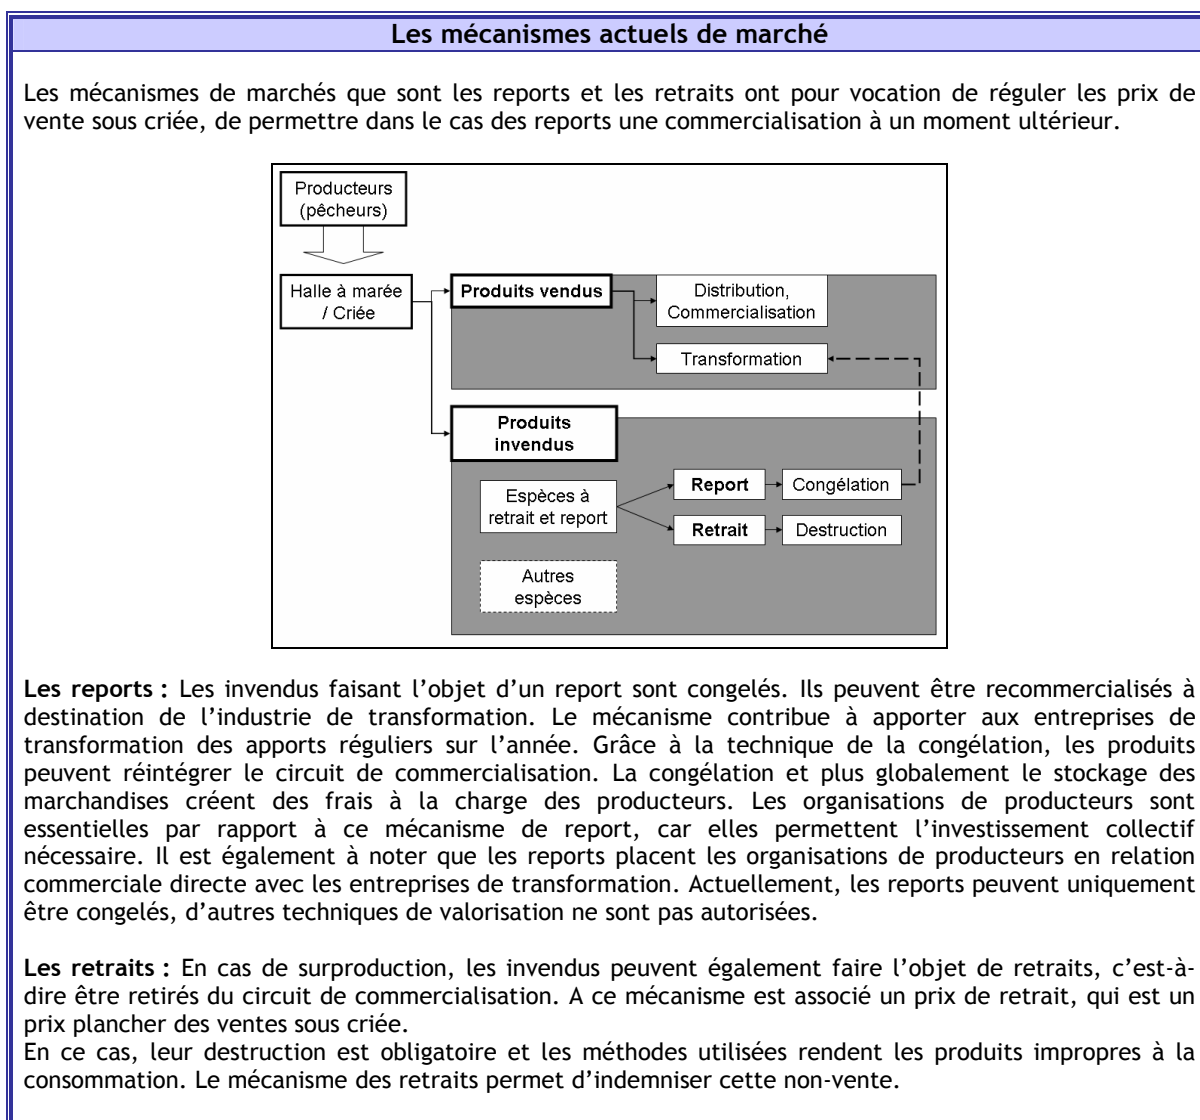 Les mécanismes actuels de marché
Les mécanismes de marchés que sont les reports et les retraits ont pour vocation de réguler les prix de
vente sous criée, de permettre dans le cas des reports une commercialisation à un moment ultérieur.
Producteurs
(pêcheurs)
Halle à marée
/ Criée
Produits vendus
Distribution,
Commercialisation
Transformation
Produits
invendus
Espèces à
retrait et report
Report
Congélation
Retrait
Destruction
Autres
espèces
Les reports : Les invendus faisant l'objet d'un report sont congelés. Ils peuvent être recommercialisés à
destination de l'industrie de transformation. Le mécanisme contribue à apporter aux entreprises de
transformation des apports réguliers sur l'année. Grâce à la technique de la congélation, les produits
peuvent réintégrer le circuit de commercialisation. La congélation et plus globalement le stockage des
marchandises créent des frais à la charge des producteurs. Les organisations de producteurs sont
essentielles par rapport à ce mécanisme de report, car elles permettent l'investissement collectif
nécessaire. Il est également à noter que les reports placent les organisations de producteurs en relation
commerciale directe avec les entreprises de transformation. Actuellement, les reports peuvent uniquement
être congelés, d'autres techniques de valorisation ne sont pas autorisées.
Les retraits : En cas de surproduction, les invendus peuvent également faire l'objet de retraits, c'est-à-
dire être retirés du circuit de commercialisation. A ce mécanisme est associé un prix de retrait, qui est un
prix plancher des ventes sous criée.
En ce cas, leur destruction est obligatoire et les méthodes utilisées rendent les produits impropres à la
consommation. Le mécanisme des retraits permet d'indemniser cette non-vente.